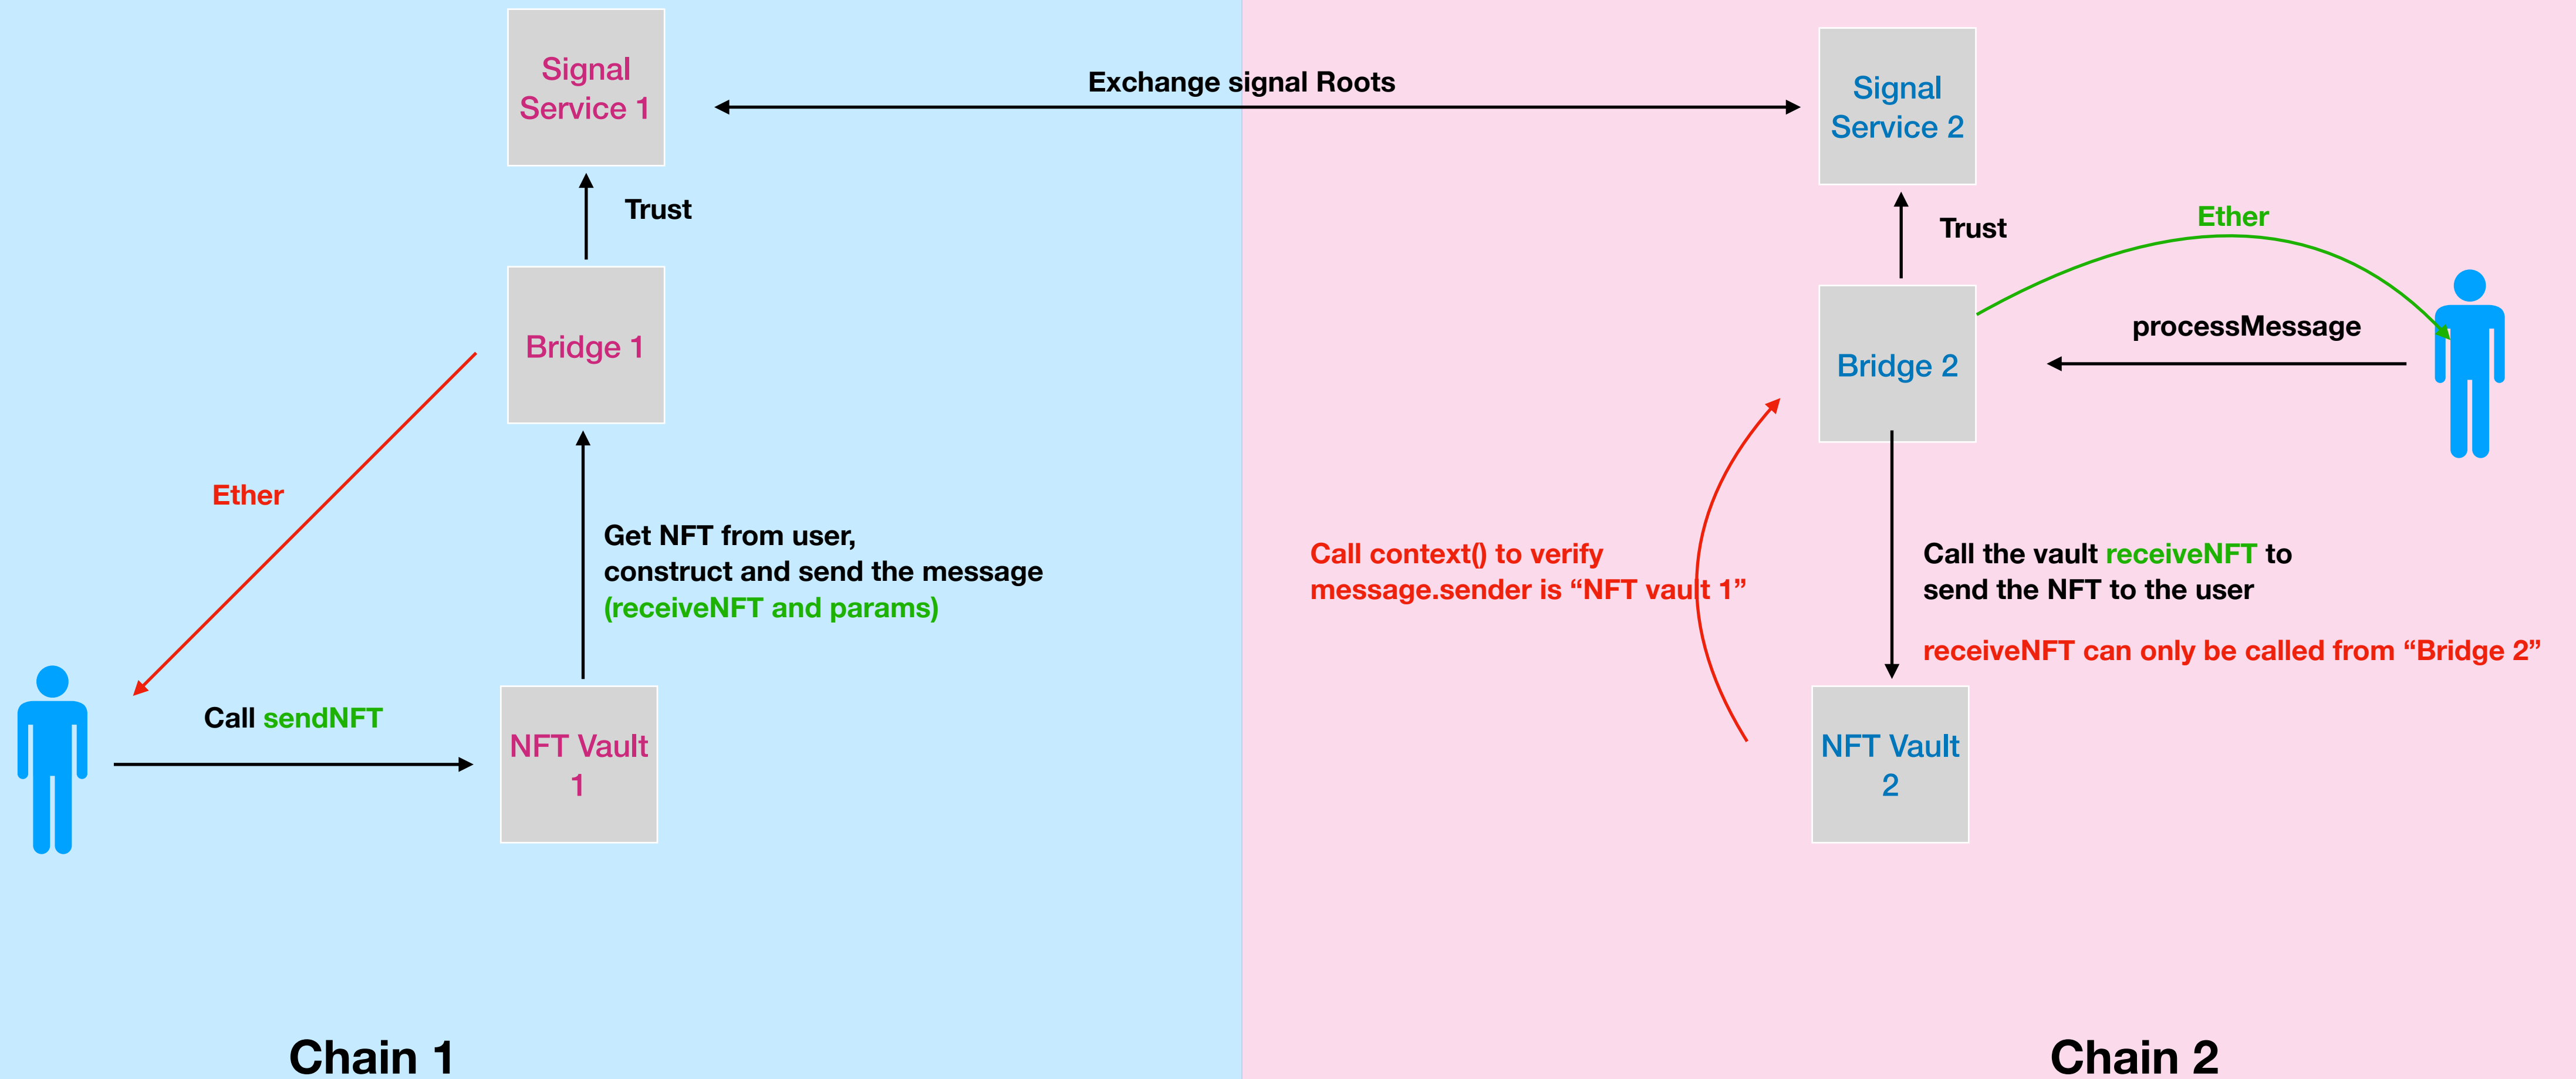 Signal
Service 1
Exchange signal Roots
Signal
Service 2
Trust
Trust
Ether
Bridge 1
processMessage
Bridge 2
Ether
Get NFT from user,
construct and send the message
(receiveNFT and params)
Call context() to verify
message.sender is “NFT vault 1”
Call the vault receiveNFT to
send the NFT to the user
receiveNFT can only be called from “Bridge 2”
Call sendNFT
NFT Vault
1
NFT Vault
2
Chain 1
Chain 2